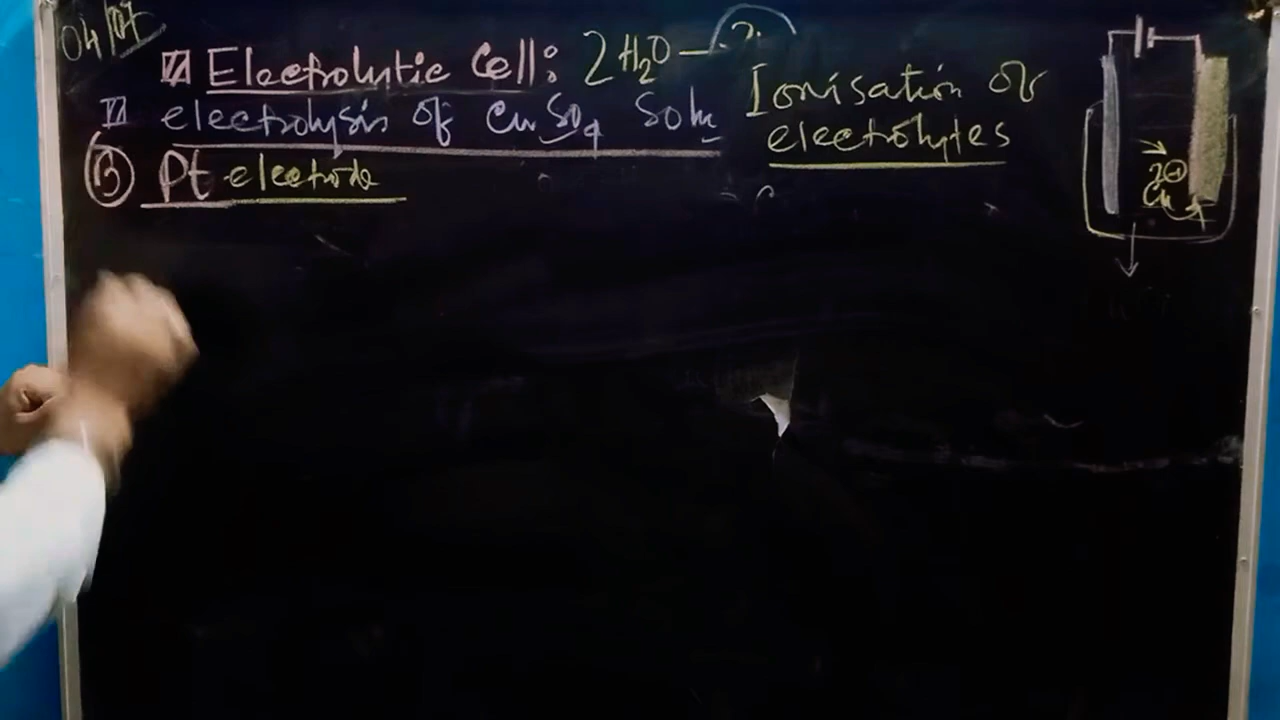 04/07
Electrolytic Cell: 2H₂O →
electrolysis of CuSO₄ Soln
Ionisation of
electrolytes
(B) Pt electrode
2⊕
Cu